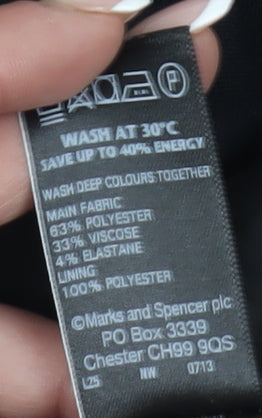 P
WASH AT 30°C
SAVE UP TO 40% ENERGY
WASH DEEP COLOURS TOGETHER
MAIN FABRIC
63% POLYESTER
33% VISCOSE
4% ELASTANE
LINING
100% POLYESTER
©Marks and Spencer plc
PO Box 3339
Chester CH99 9QS
L25 NW 0713